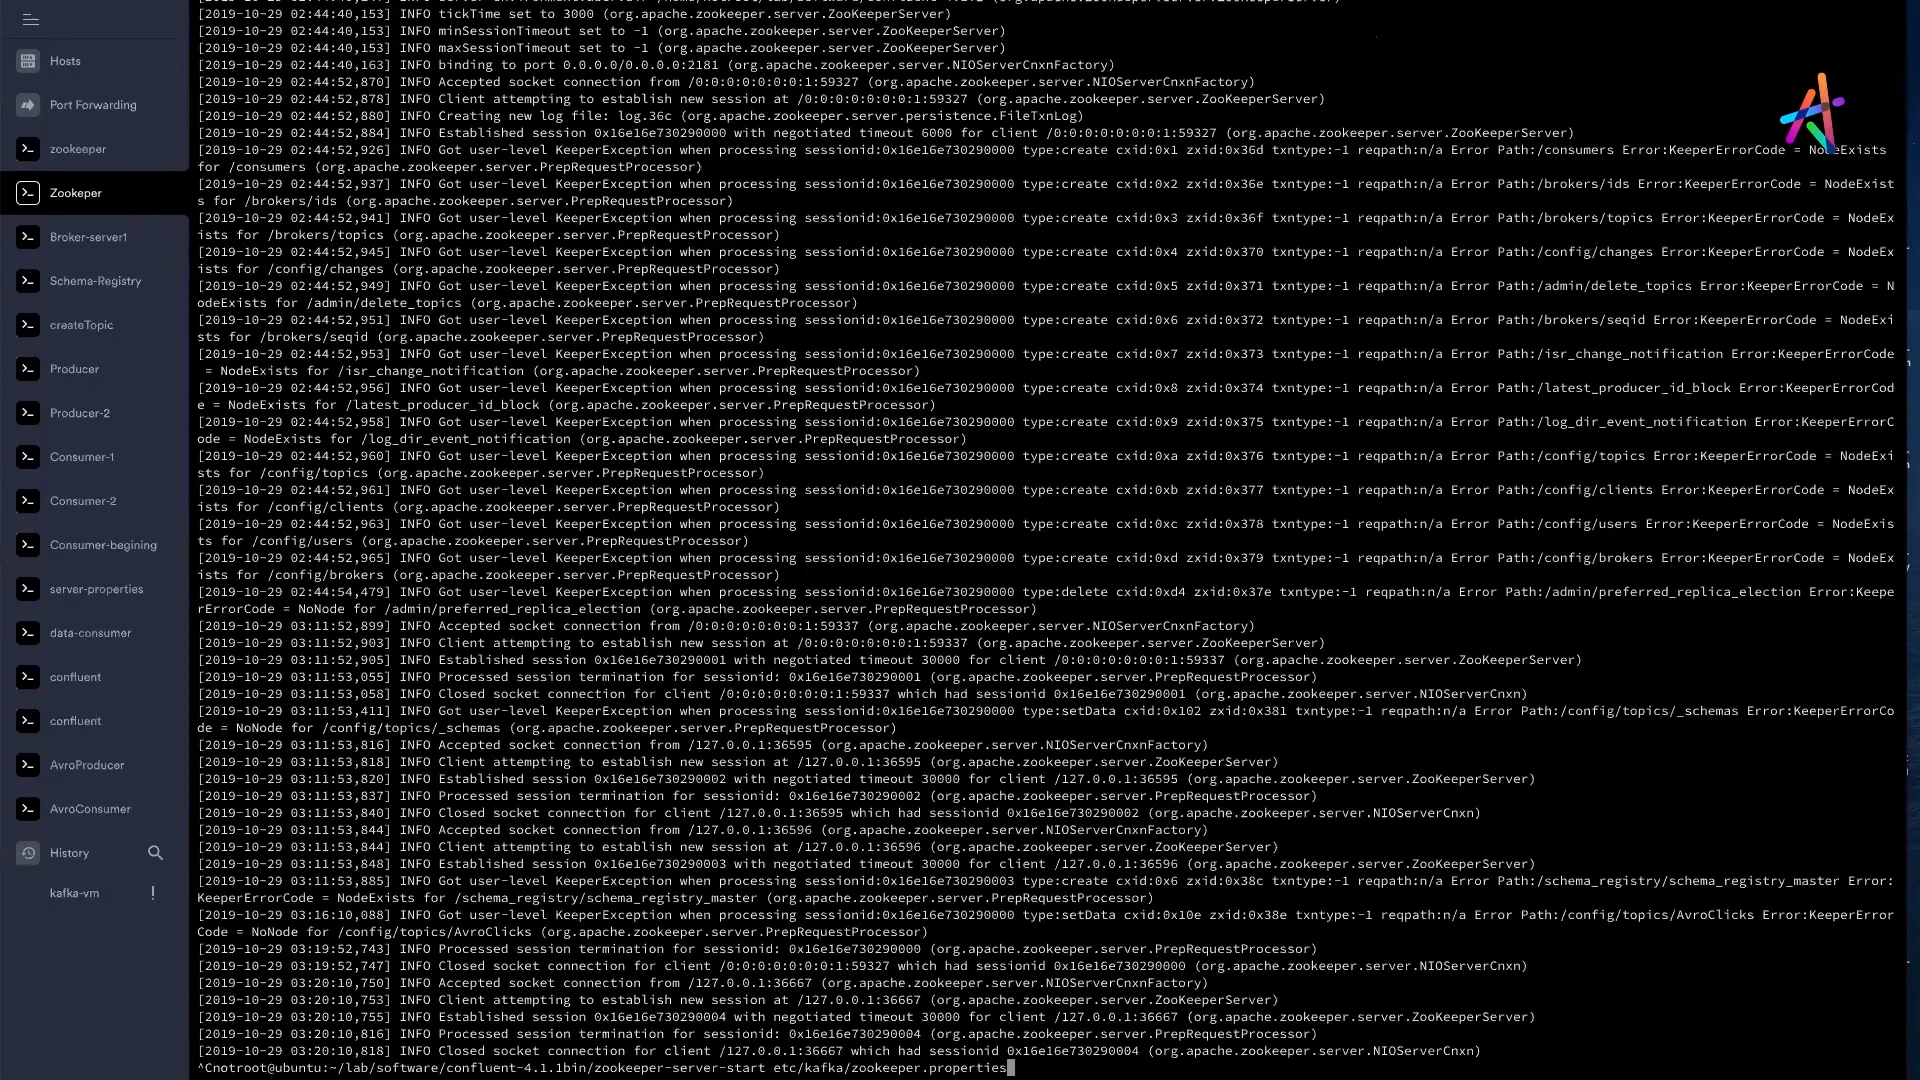 Hosts
Port Forwarding
zookeeper
Zookeper
Broker-server1
Schema-Registry
createTopic
Producer
Producer-2
Consumer-1
Consumer-2
Consumer-begining
server-properties
data-consumer
confluent
confluent
AvroProducer
AvroConsumer
History
kafka-vm
[2019-10-29 02:44:40,153] INFO tickTime set to 3000 (org.apache.zookeeper.server.ZooKeeperServer)
[2019-10-29 02:44:40,153] INFO minSessionTimeout set to -1 (org.apache.zookeeper.server.ZooKeeperServer)
[2019-10-29 02:44:40,153] INFO maxSessionTimeout set to -1 (org.apache.zookeeper.server.ZooKeeperServer)
[2019-10-29 02:44:40,163] INFO binding to port 0.0.0.0/0.0.0.0:2181 (org.apache.zookeeper.server.NIOServerCnxnFactory)
[2019-10-29 02:44:52,870] INFO Accepted socket connection from /0:0:0:0:0:0:0:1:59327 (org.apache.zookeeper.server.NIOServerCnxnFactory)
[2019-10-29 02:44:52,878] INFO Client attempting to establish new session at /0:0:0:0:0:0:0:1:59327 (org.apache.zookeeper.server.ZooKeeperServer)
[2019-10-29 02:44:52,880] INFO Creating new log file: log.36c (org.apache.zookeeper.server.persistence.FileTxnLog)
[2019-10-29 02:44:52,884] INFO Established session 0x16e16e730290000 with negotiated timeout 6000 for client /0:0:0:0:0:0:0:1:59327 (org.apache.zookeeper.server.ZooKeeperServer)
[2019-10-29 02:44:52,926] INFO Got user-level KeeperException when processing sessionid:0x16e16e730290000 type:create cxid:0x1 zxid:0x36d txntype:-1 reqpath:n/a Error Path:/consumers Error:KeeperErrorCode = NodeExists
for /consumers (org.apache.zookeeper.server.PrepRequestProcessor)
[2019-10-29 02:44:52,937] INFO Got user-level KeeperException when processing sessionid:0x16e16e730290000 type:create cxid:0x2 zxid:0x36e txntype:-1 reqpath:n/a Error Path:/brokers/ids Error:KeeperErrorCode = NodeExist
s for /brokers/ids (org.apache.zookeeper.server.PrepRequestProcessor)
[2019-10-29 02:44:52,941] INFO Got user-level KeeperException when processing sessionid:0x16e16e730290000 type:create cxid:0x3 zxid:0x36f txntype:-1 reqpath:n/a Error Path:/brokers/topics Error:KeeperErrorCode = NodeEx
ists for /brokers/topics (org.apache.zookeeper.server.PrepRequestProcessor)
[2019-10-29 02:44:52,945] INFO Got user-level KeeperException when processing sessionid:0x16e16e730290000 type:create cxid:0x4 zxid:0x370 txntype:-1 reqpath:n/a Error Path:/config/changes Error:KeeperErrorCode = NodeEx
ists for /config/changes (org.apache.zookeeper.server.PrepRequestProcessor)
[2019-10-29 02:44:52,949] INFO Got user-level KeeperException when processing sessionid:0x16e16e730290000 type:create cxid:0x5 zxid:0x371 txntype:-1 reqpath:n/a Error Path:/admin/delete_topics Error:KeeperErrorCode = N
odeExists for /admin/delete_topics (org.apache.zookeeper.server.PrepRequestProcessor)
[2019-10-29 02:44:52,951] INFO Got user-level KeeperException when processing sessionid:0x16e16e730290000 type:create cxid:0x6 zxid:0x372 txntype:-1 reqpath:n/a Error Path:/brokers/seqid Error:KeeperErrorCode = NodeExi
sts for /brokers/seqid (org.apache.zookeeper.server.PrepRequestProcessor)
[2019-10-29 02:44:52,953] INFO Got user-level KeeperException when processing sessionid:0x16e16e730290000 type:create cxid:0x7 zxid:0x373 txntype:-1 reqpath:n/a Error Path:/isr_change_notification Error:KeeperErrorCode
= NodeExists for /isr_change_notification (org.apache.zookeeper.server.PrepRequestProcessor)
[2019-10-29 02:44:52,956] INFO Got user-level KeeperException when processing sessionid:0x16e16e730290000 type:create cxid:0x8 zxid:0x374 txntype:-1 reqpath:n/a Error Path:/latest_producer_id_block Error:KeeperErrorCod
e = NodeExists for /latest_producer_id_block (org.apache.zookeeper.server.PrepRequestProcessor)
[2019-10-29 02:44:52,958] INFO Got user-level KeeperException when processing sessionid:0x16e16e730290000 type:create cxid:0x9 zxid:0x375 txntype:-1 reqpath:n/a Error Path:/log_dir_event_notification Error:KeeperErrorC
ode = NodeExists for /log_dir_event_notification (org.apache.zookeeper.server.PrepRequestProcessor)
[2019-10-29 02:44:52,960] INFO Got user-level KeeperException when processing sessionid:0x16e16e730290000 type:create cxid:0xa zxid:0x376 txntype:-1 reqpath:n/a Error Path:/config/topics Error:KeeperErrorCode = NodeExi
sts for /config/topics (org.apache.zookeeper.server.PrepRequestProcessor)
[2019-10-29 02:44:52,961] INFO Got user-level KeeperException when processing sessionid:0x16e16e730290000 type:create cxid:0xb zxid:0x377 txntype:-1 reqpath:n/a Error Path:/config/clients Error:KeeperErrorCode = NodeEx
ists for /config/clients (org.apache.zookeeper.server.PrepRequestProcessor)
[2019-10-29 02:44:52,963] INFO Got user-level KeeperException when processing sessionid:0x16e16e730290000 type:create cxid:0xc zxid:0x378 txntype:-1 reqpath:n/a Error Path:/config/users Error:KeeperErrorCode = NodeExis
ts for /config/users (org.apache.zookeeper.server.PrepRequestProcessor)
[2019-10-29 02:44:52,965] INFO Got user-level KeeperException when processing sessionid:0x16e16e730290000 type:create cxid:0xd zxid:0x379 txntype:-1 reqpath:n/a Error Path:/config/brokers Error:KeeperErrorCode = NodeEx
ists for /config/brokers (org.apache.zookeeper.server.PrepRequestProcessor)
[2019-10-29 02:44:54,479] INFO Got user-level KeeperException when processing sessionid:0x16e16e730290000 type:delete cxid:0xd4 zxid:0x37e txntype:-1 reqpath:n/a Error Path:/admin/preferred_replica_election Error:Keepe
rErrorCode = NoNode for /admin/preferred_replica_election (org.apache.zookeeper.server.PrepRequestProcessor)
[2019-10-29 03:11:52,899] INFO Accepted socket connection from /0:0:0:0:0:0:0:1:59337 (org.apache.zookeeper.server.NIOServerCnxnFactory)
[2019-10-29 03:11:52,903] INFO Client attempting to establish new session at /0:0:0:0:0:0:0:1:59337 (org.apache.zookeeper.server.ZooKeeperServer)
[2019-10-29 03:11:52,905] INFO Established session 0x16e16e730290001 with negotiated timeout 30000 for client /0:0:0:0:0:0:0:1:59337 (org.apache.zookeeper.server.ZooKeeperServer)
[2019-10-29 03:11:53,055] INFO Processed session termination for sessionid: 0x16e16e730290001 (org.apache.zookeeper.server.PrepRequestProcessor)
[2019-10-29 03:11:53,058] INFO Closed socket connection for client /0:0:0:0:0:0:0:1:59337 which had sessionid 0x16e16e730290001 (org.apache.zookeeper.server.NIOServerCnxn)
[2019-10-29 03:11:53,411] INFO Got user-level KeeperException when processing sessionid:0x16e16e730290000 type:setData cxid:0x102 zxid:0x381 txntype:-1 reqpath:n/a Error Path:/config/topics/_schemas Error:KeeperErrorCo
de = NoNode for /config/topics/_schemas (org.apache.zookeeper.server.PrepRequestProcessor)
[2019-10-29 03:11:53,816] INFO Accepted socket connection from /127.0.0.1:36595 (org.apache.zookeeper.server.NIOServerCnxnFactory)
[2019-10-29 03:11:53,818] INFO Client attempting to establish new session at /127.0.0.1:36595 (org.apache.zookeeper.server.ZooKeeperServer)
[2019-10-29 03:11:53,820] INFO Established session 0x16e16e730290002 with negotiated timeout 30000 for client /127.0.0.1:36595 (org.apache.zookeeper.server.ZooKeeperServer)
[2019-10-29 03:11:53,837] INFO Processed session termination for sessionid: 0x16e16e730290002 (org.apache.zookeeper.server.PrepRequestProcessor)
[2019-10-29 03:11:53,840] INFO Closed socket connection for client /127.0.0.1:36595 which had sessionid 0x16e16e730290002 (org.apache.zookeeper.server.NIOServerCnxn)
[2019-10-29 03:11:53,844] INFO Accepted socket connection from /127.0.0.1:36596 (org.apache.zookeeper.server.NIOServerCnxnFactory)
[2019-10-29 03:11:53,844] INFO Client attempting to establish new session at /127.0.0.1:36596 (org.apache.zookeeper.server.ZooKeeperServer)
[2019-10-29 03:11:53,848] INFO Established session 0x16e16e730290003 with negotiated timeout 30000 for client /127.0.0.1:36596 (org.apache.zookeeper.server.ZooKeeperServer)
[2019-10-29 03:11:53,885] INFO Got user-level KeeperException when processing sessionid:0x16e16e730290003 type:create cxid:0x6 zxid:0x38c txntype:-1 reqpath:n/a Error Path:/schema_registry/schema_registry_master Error:
KeeperErrorCode = NodeExists for /schema_registry/schema_registry_master (org.apache.zookeeper.server.PrepRequestProcessor)
[2019-10-29 03:16:10,088] INFO Got user-level KeeperException when processing sessionid:0x16e16e730290000 type:setData cxid:0x10e zxid:0x38e txntype:-1 reqpath:n/a Error Path:/config/topics/AvroClicks Error:KeeperError
Code = NoNode for /config/topics/AvroClicks (org.apache.zookeeper.server.PrepRequestProcessor)
[2019-10-29 03:19:52,743] INFO Processed session termination for sessionid: 0x16e16e730290000 (org.apache.zookeeper.server.PrepRequestProcessor)
[2019-10-29 03:19:52,747] INFO Closed socket connection for client /0:0:0:0:0:0:0:1:59327 which had sessionid 0x16e16e730290000 (org.apache.zookeeper.server.NIOServerCnxn)
[2019-10-29 03:20:10,750] INFO Accepted socket connection from /127.0.0.1:36667 (org.apache.zookeeper.server.NIOServerCnxnFactory)
[2019-10-29 03:20:10,753] INFO Client attempting to establish new session at /127.0.0.1:36667 (org.apache.zookeeper.server.ZooKeeperServer)
[2019-10-29 03:20:10,755] INFO Established session 0x16e16e730290004 with negotiated timeout 30000 for client /127.0.0.1:36667 (org.apache.zookeeper.server.ZooKeeperServer)
[2019-10-29 03:20:10,816] INFO Processed session termination for sessionid: 0x16e16e730290004 (org.apache.zookeeper.server.PrepRequestProcessor)
[2019-10-29 03:20:10,818] INFO Closed socket connection for client /127.0.0.1:36667 which had sessionid 0x16e16e730290004 (org.apache.zookeeper.server.NIOServerCnxn)
^Cnotroot@ubuntu:~/lab/software/confluent-4.1.1bin/zookeeper-server-start etc/kafka/zookeeper.properties